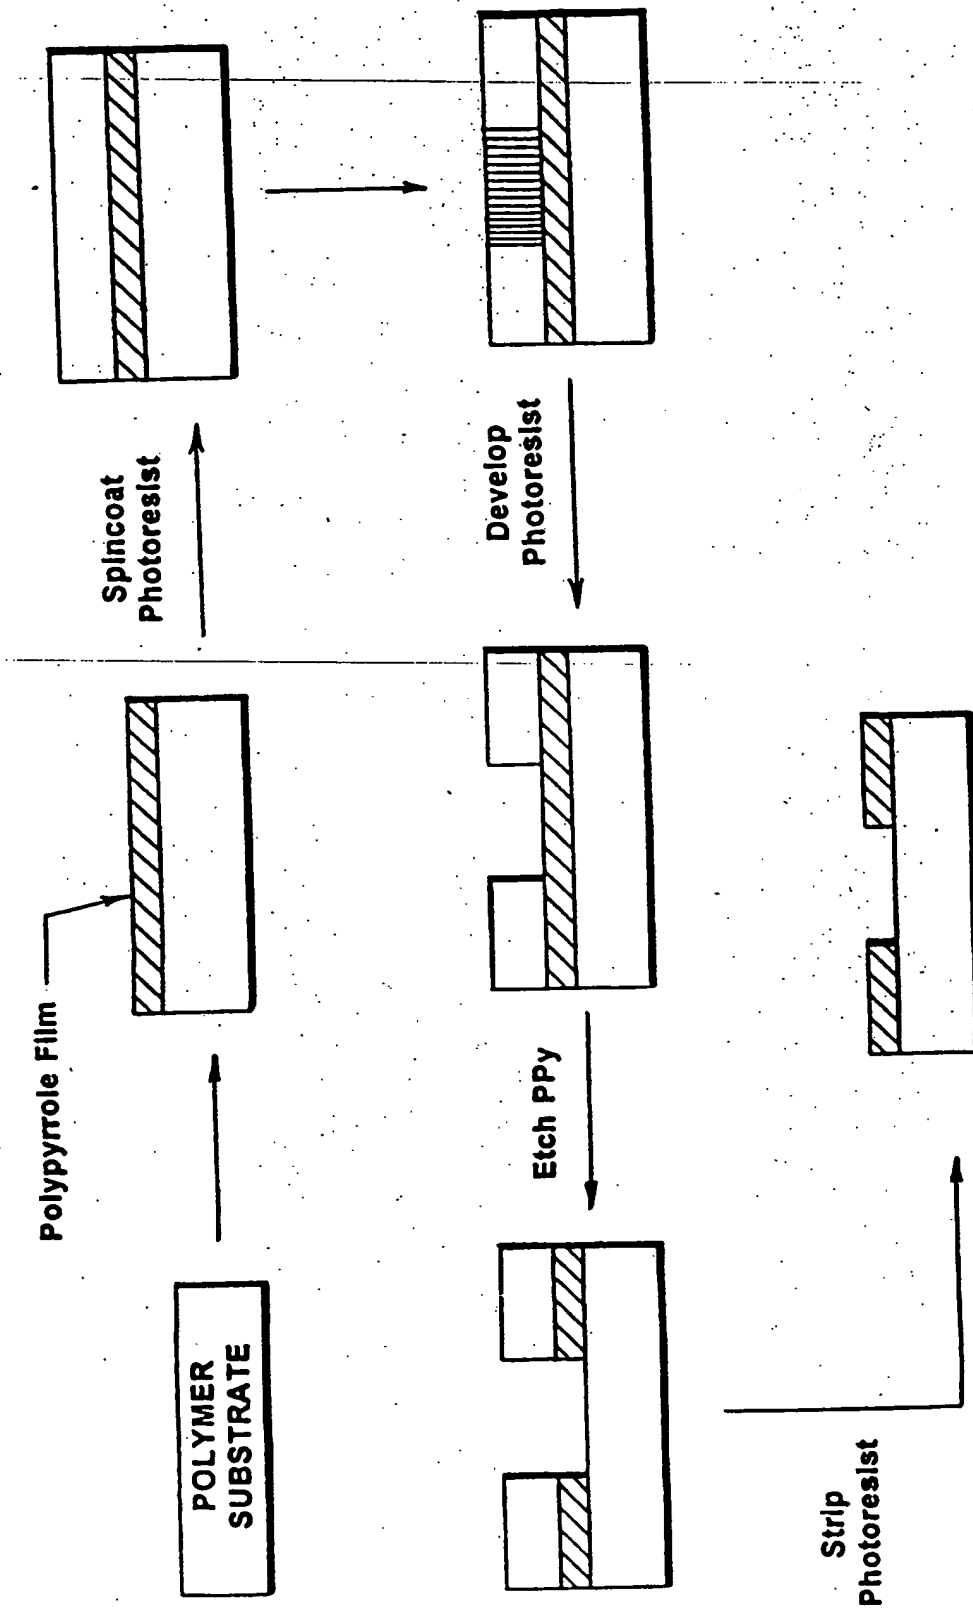 POLYMER
SUBSTRATE
Polypyrrole Film
Spincoat
Photoresist
Develop
Photoresist
Etch PPy
Strip
Photoresist